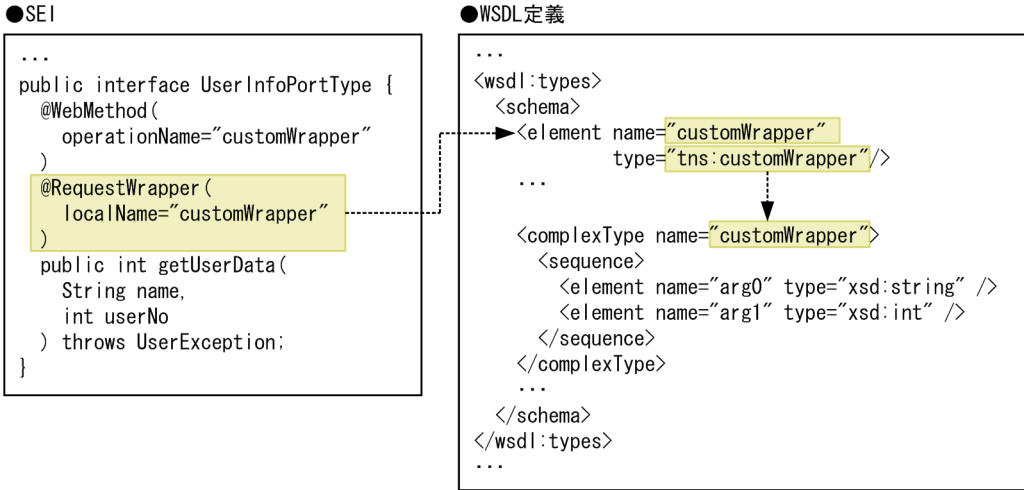 ●SEI
...
public interface UserInfoPortType {
  @WebMethod(
    operationName="customWrapper"
  )
  @RequestWrapper(
    localName="customWrapper"
  )
  public int getUserData(
    String name,
    int userNo
  ) throws UserException;
}
●WSDL定義
...
<wsdl:types>
  <schema>
    <element name="customWrapper"
             type="tns:customWrapper"/>
    ...
    <complexType name="customWrapper">
      <sequence>
        <element name="arg0" type="xsd:string" />
        <element name="arg1" type="xsd:int" />
      </sequence>
    </complexType>
    ...
  </schema>
</wsdl:types>
...